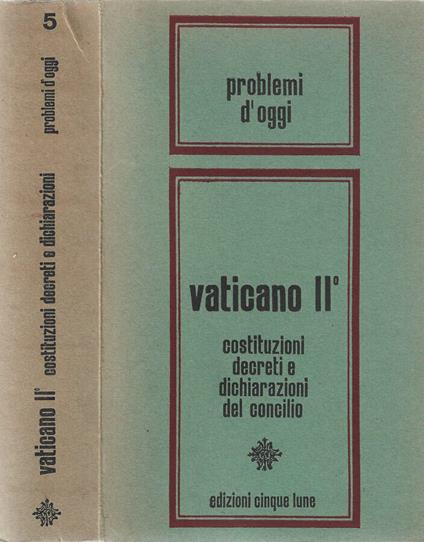 5
problemi d'oggi
vaticano II° costituzioni decreti e dichiarazioni
problemi
d'oggi
vaticano II°
costituzioni
decreti e
dichiarazioni
del concilio
edizioni cinque lune